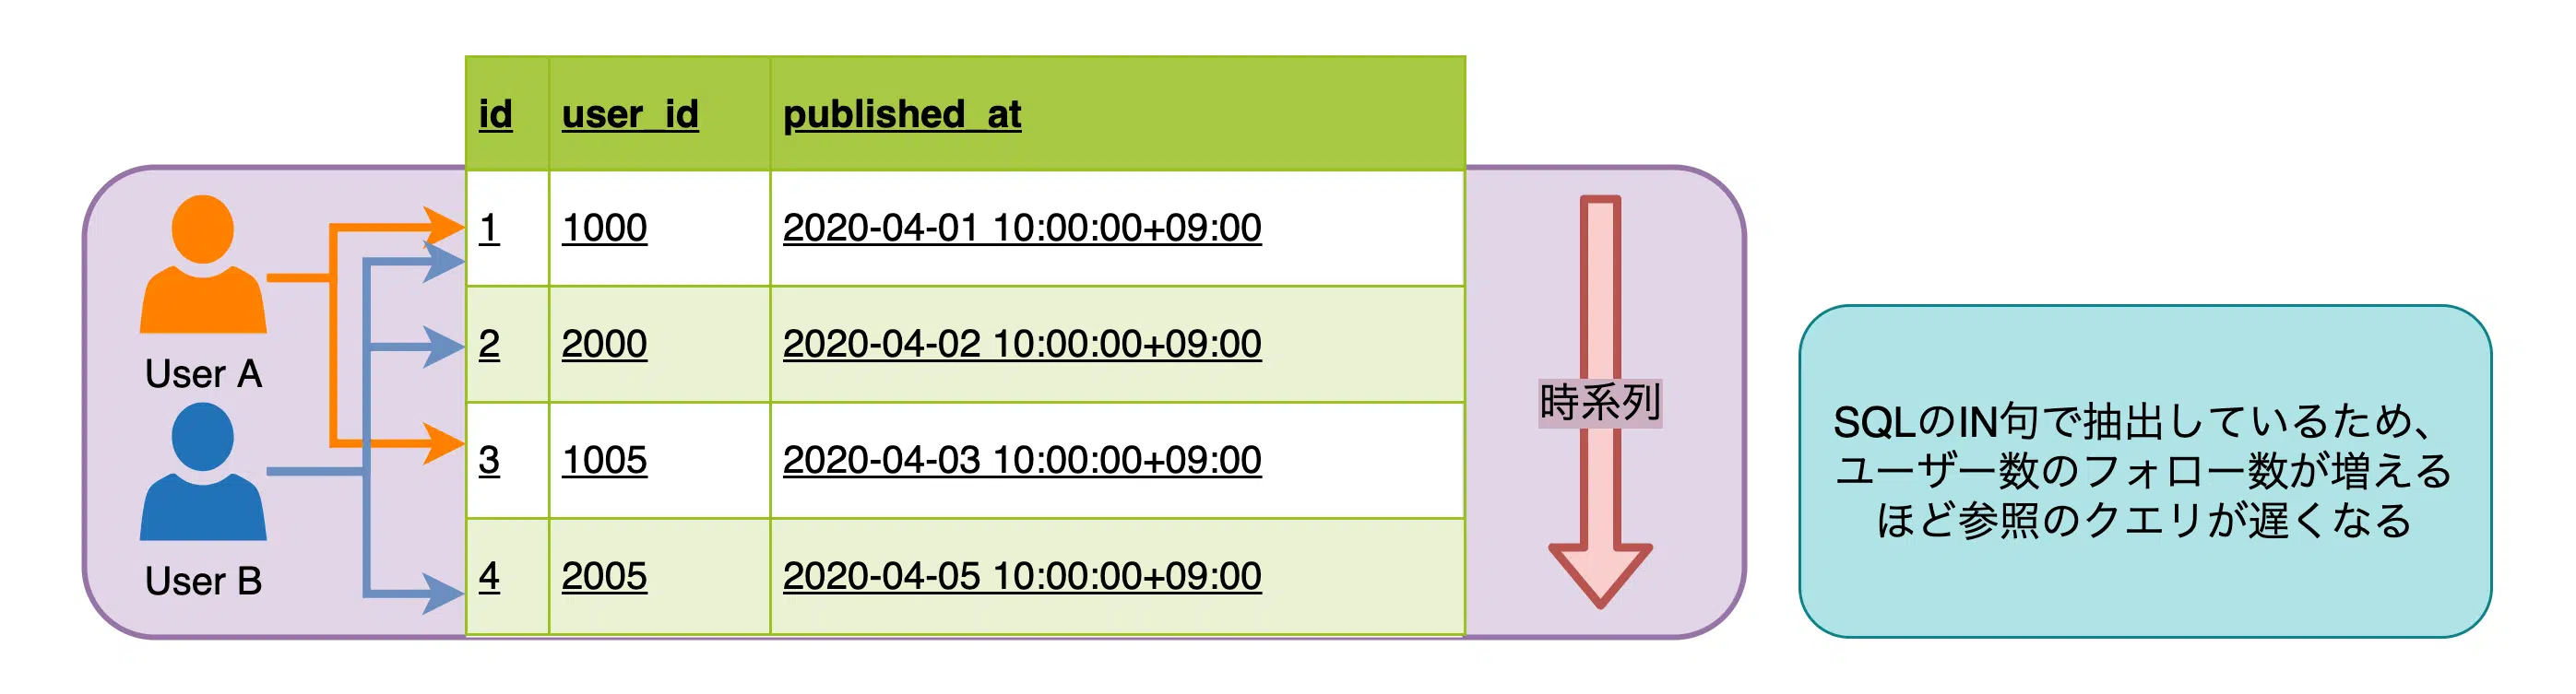 id user_id published_at
1 1000 2020-04-01 10:00:00+09:00
2 2000 2020-04-02 10:00:00+09:00
3 1005 2020-04-03 10:00:00+09:00
4 2005 2020-04-05 10:00:00+09:00
User A
User B
時系列
SQLのIN句で抽出しているため、
ユーザー数のフォロー数が増える
ほど参照のクエリが遅くなる